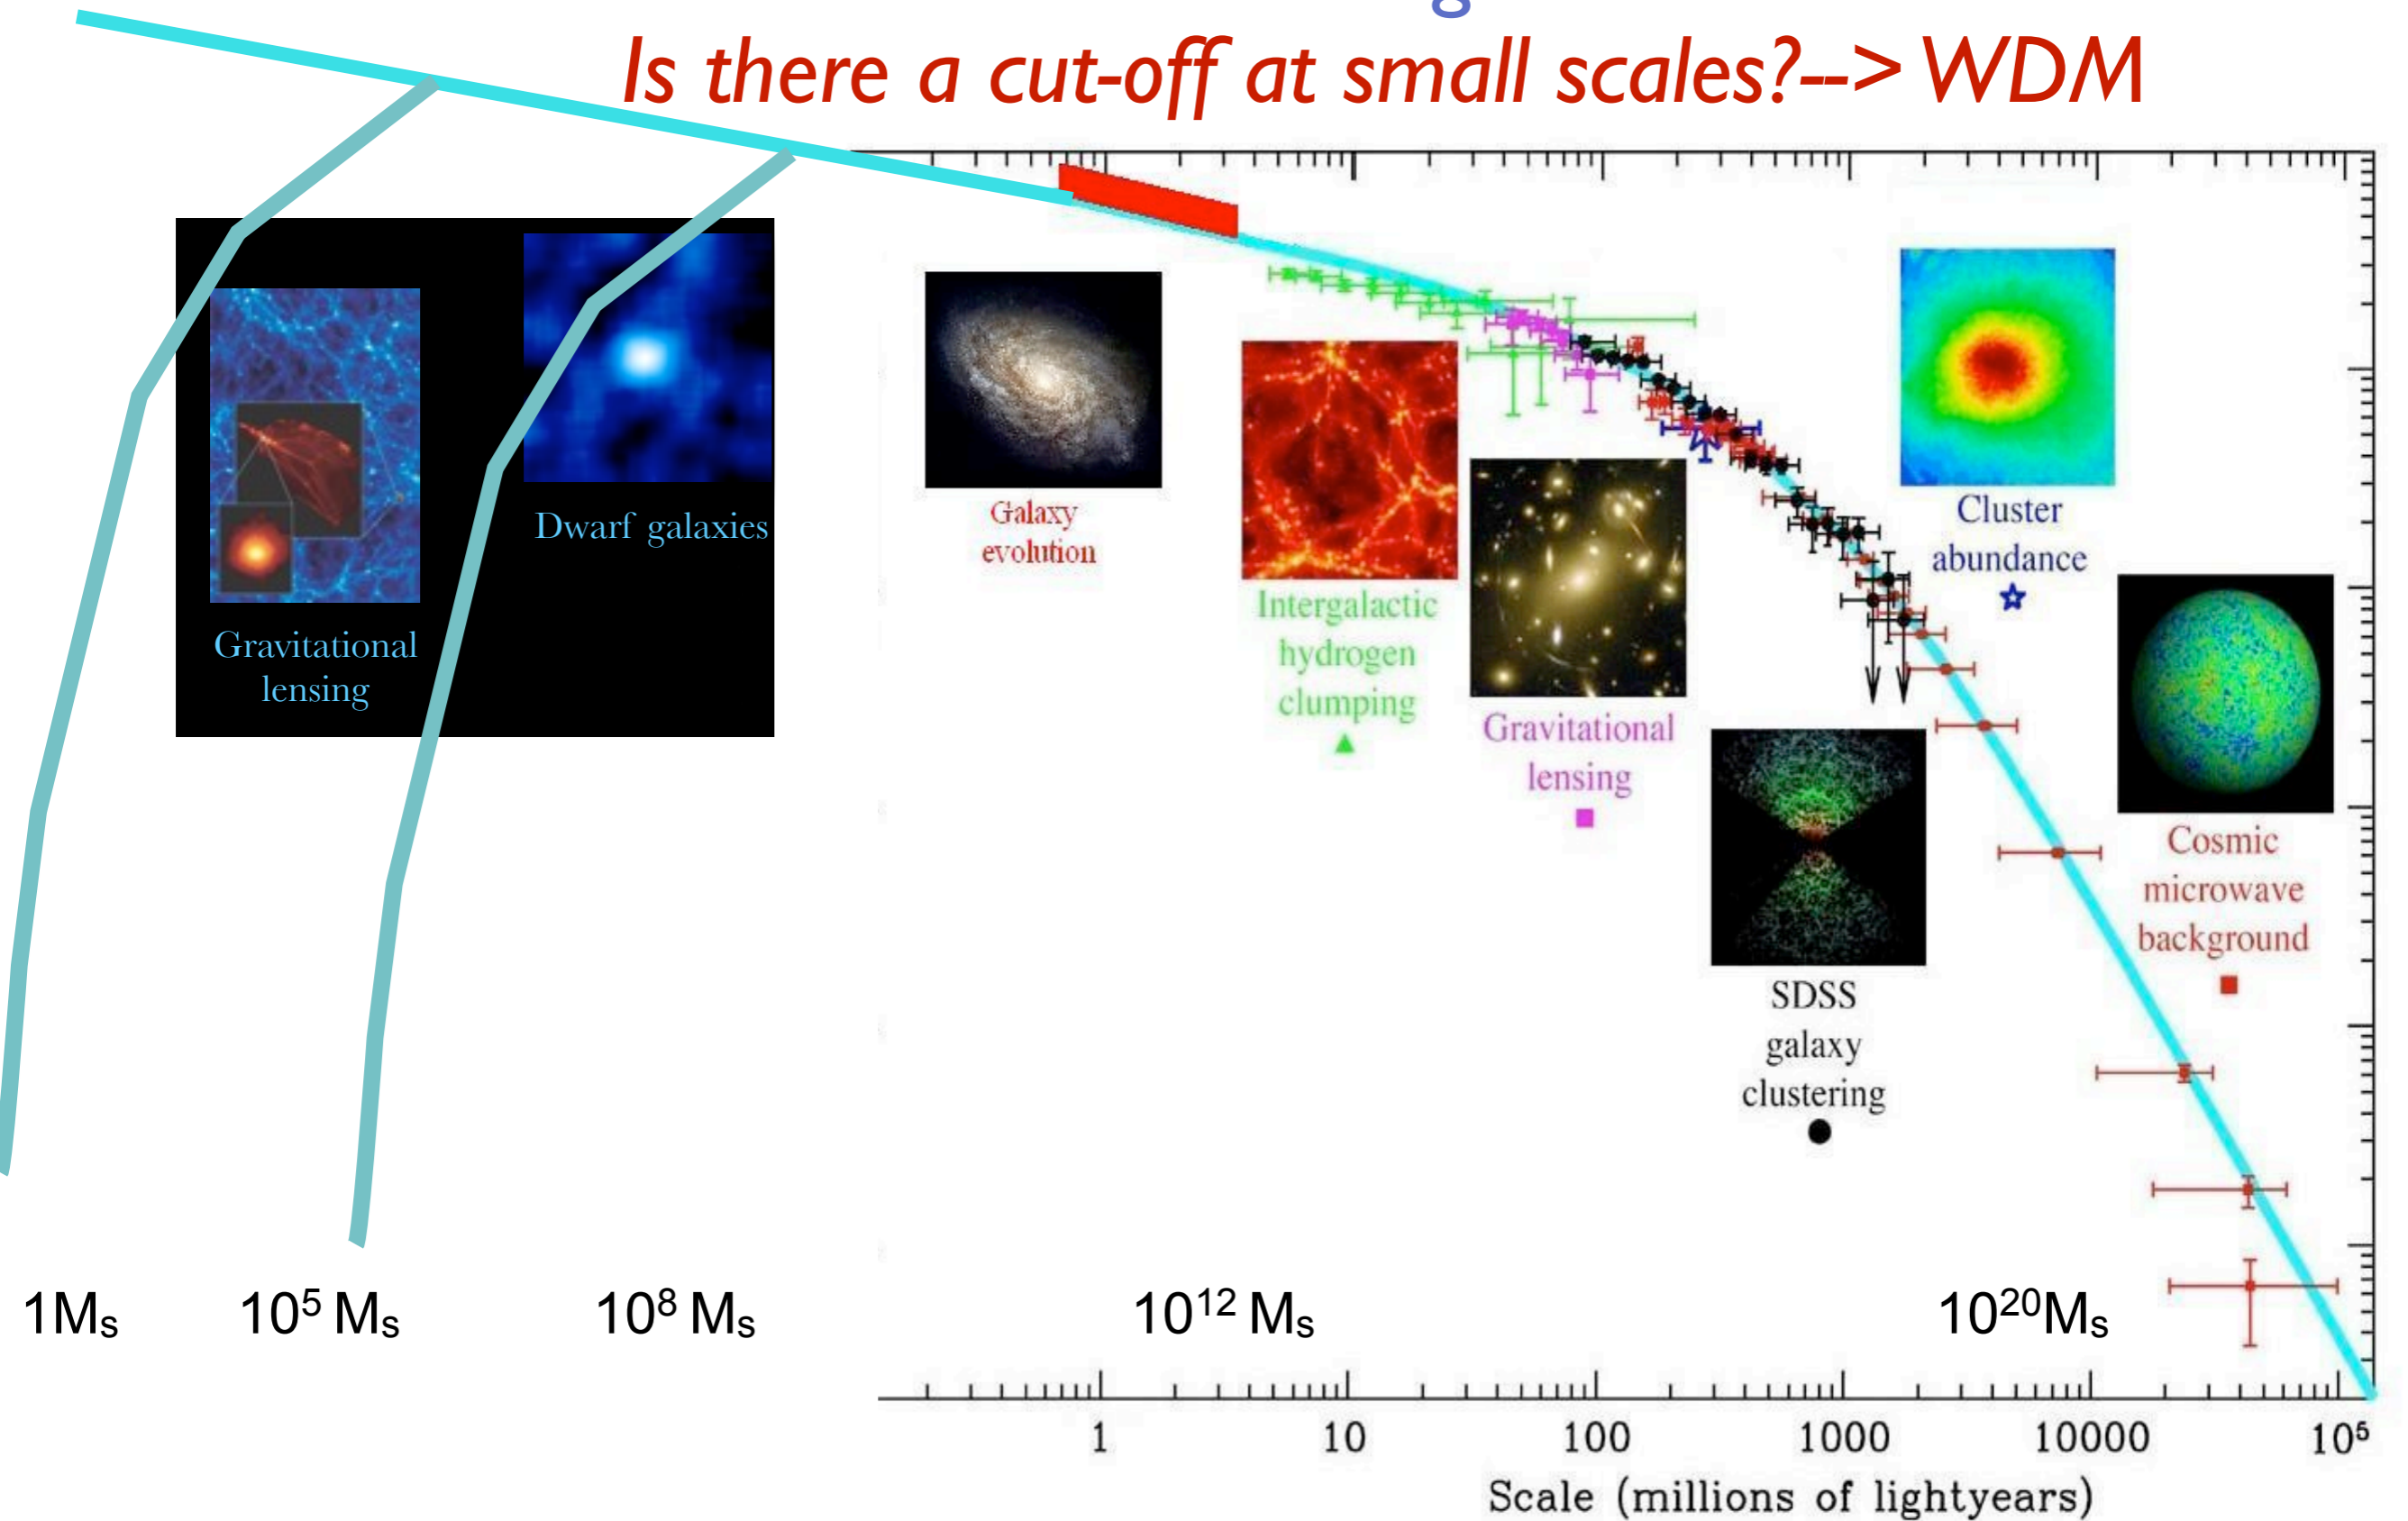 g
Is there a cut-off at small scales?--> WDM
Gravitational
lensing
Dwarf galaxies
Galaxy
evolution
Intergalactic
hydrogen
clumping
Gravitational
lensing
SDSS
galaxy
clustering
Cluster
abundance
Cosmic
microwave
background
1Mₛ
10⁵ Mₛ
10⁸ Mₛ
10¹² Mₛ
10²⁰Mₛ
1 10 100 1000 10000 10⁵
Scale (millions of lightyears)